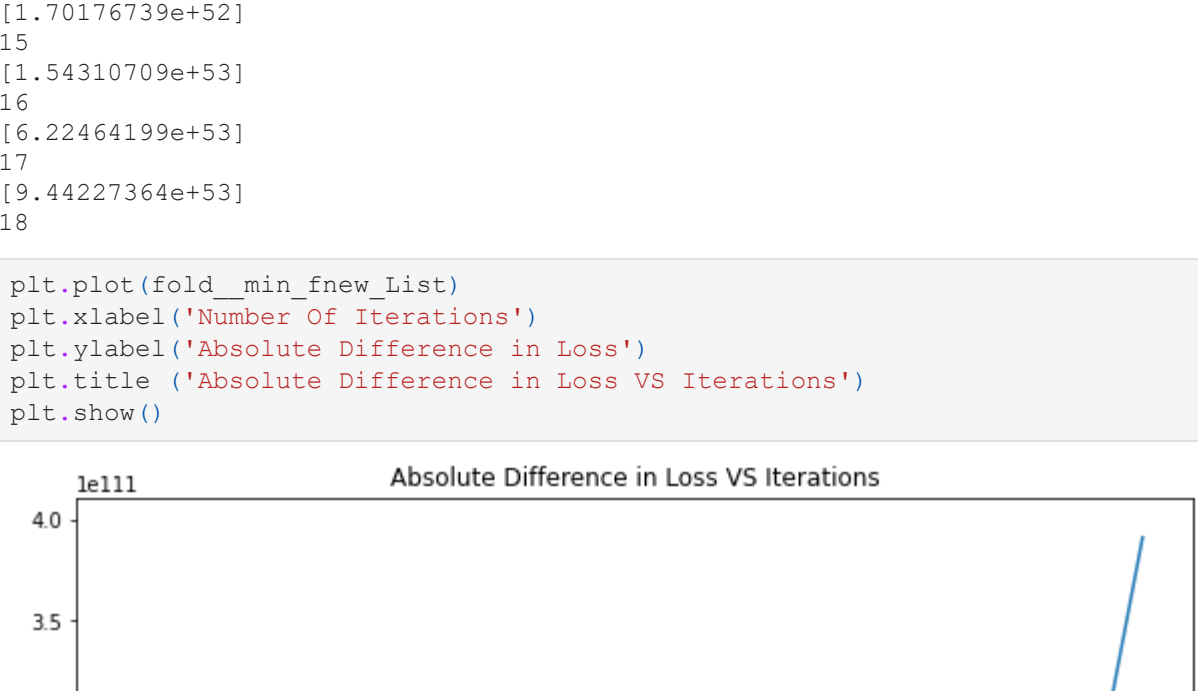 [1.70176739e+52]
15
[1.54310709e+53]
16
[6.22464199e+53]
17
[9.44227364e+53]
18
plt.plot(fold__min_fnew_List)
plt.xlabel('Number Of Iterations')
plt.ylabel('Absolute Difference in Loss')
plt.title ('Absolute Difference in Loss VS Iterations')
plt.show()
Absolute Difference in Loss VS Iterations
1e111
4.0
3.5